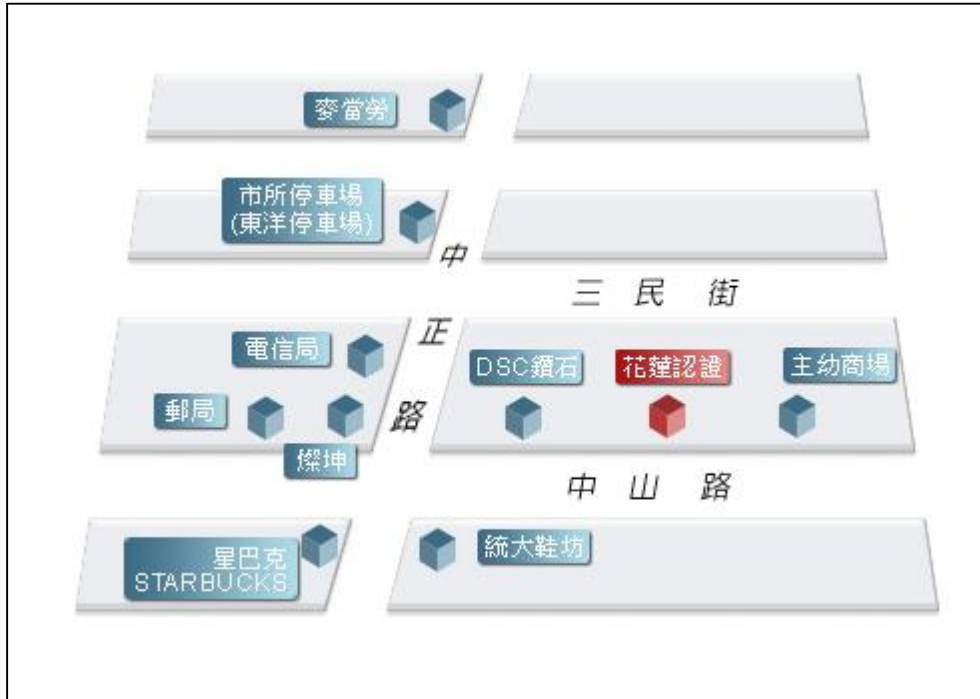 麥當勞
市所停車場
(東洋停車場)
中正路
三民街
電信局
DSC鑽石
花蓮認證
主幼商場
郵局
燦坤
中山路
星巴克
STARBUCKS
統大鞋坊